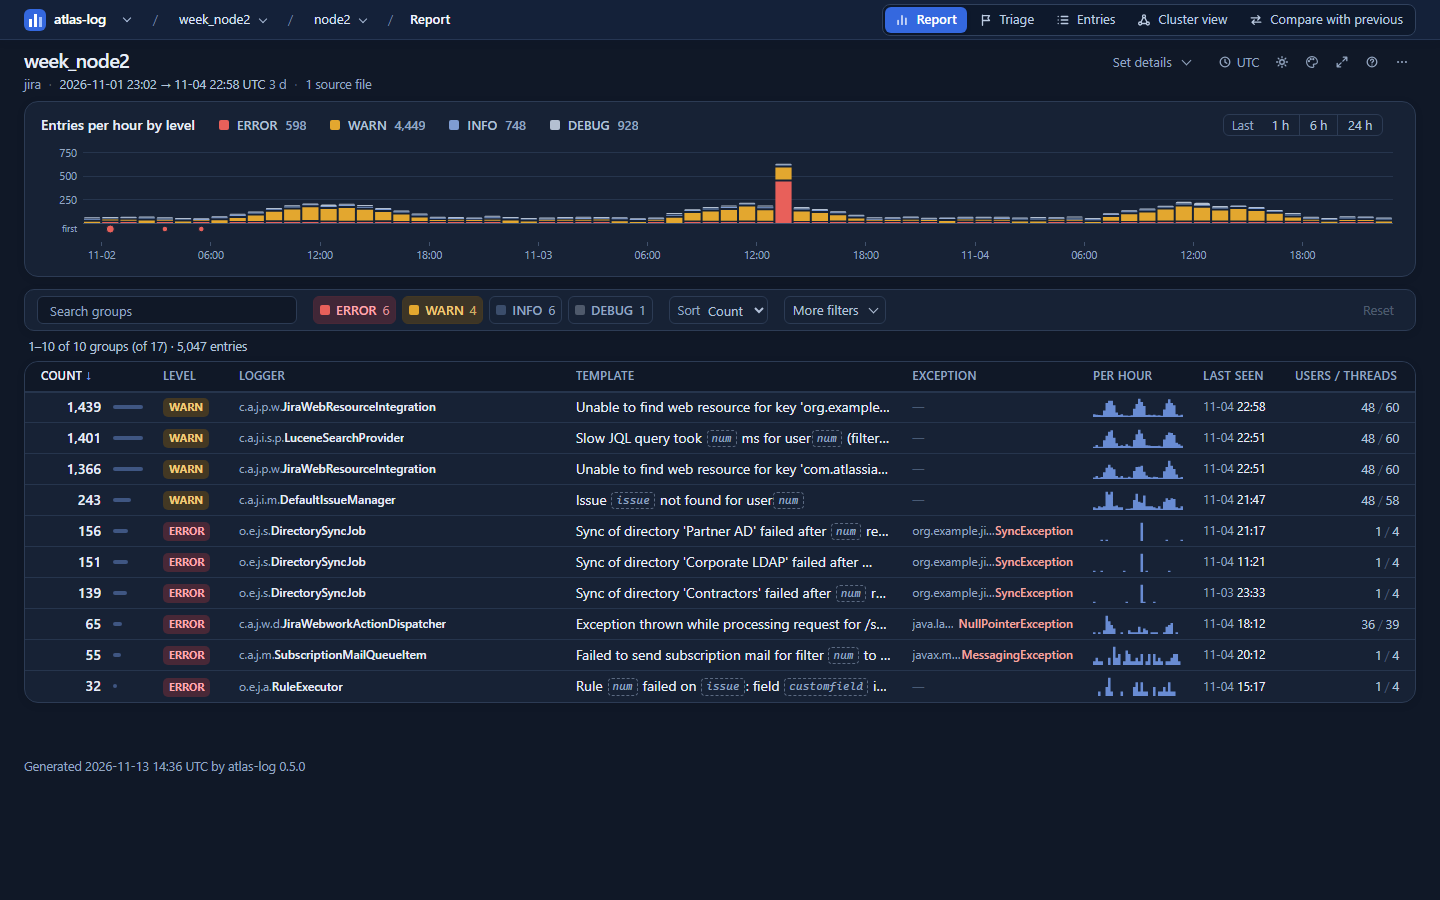 atlas-log / week_node2 / node2 / Report Report Triage Entries Cluster view Compare with previous
week_node2 Set details UTC
jira · 2026-11-01 23:02 → 11-04 22:58 UTC 3 d · 1 source file
Entries per hour by level ERROR 598 WARN 4,449 INFO 748 DEBUG 928 Last 1 h 6 h 24 h
750
500
250
first
11-02 06:00 12:00 18:00 11-03 06:00 12:00 18:00 11-04 06:00 12:00 18:00
Search groups ERROR 6 WARN 4 INFO 6 DEBUG 1 Sort Count More filters Reset
1–10 of 10 groups (of 17) · 5,047 entries
COUNT ↓ LEVEL LOGGER TEMPLATE EXCEPTION PER HOUR LAST SEEN USERS / THREADS
1,439 WARN c.a.j.p.w.JiraWebResourceIntegration Unable to find web resource for key 'org.example... — 11-04 22:58 48 / 60
1,401 WARN c.a.j.i.s.p.LuceneSearchProvider Slow JQL query took num ms for user num (filter... — 11-04 22:51 48 / 60
1,366 WARN c.a.j.p.w.JiraWebResourceIntegration Unable to find web resource for key 'com.atlassia... — 11-04 22:51 48 / 60
243 WARN c.a.j.i.m.DefaultIssueManager Issue issue not found for user num — 11-04 21:47 48 / 58
156 ERROR o.e.j.s.DirectorySyncJob Sync of directory 'Partner AD' failed after num re... org.example.ji...SyncException 11-04 21:17 1 / 4
151 ERROR o.e.j.s.DirectorySyncJob Sync of directory 'Corporate LDAP' failed after ... org.example.ji...SyncException 11-04 11:21 1 / 4
139 ERROR o.e.j.s.DirectorySyncJob Sync of directory 'Contractors' failed after num r... org.example.ji...SyncException 11-03 23:33 1 / 4
65 ERROR c.a.j.w.d.JiraWebworkActionDispatcher Exception thrown while processing request for /s... java.la... NullPointerException 11-04 18:12 36 / 39
55 ERROR c.a.j.m.SubscriptionMailQueueItem Failed to send subscription mail for filter num to ... javax.m...MessagingException 11-04 20:12 1 / 4
32 ERROR o.e.j.a.RuleExecutor Rule num failed on issue : field customfield i... — 11-04 15:17 1 / 4
Generated 2026-11-13 14:36 UTC by atlas-log 0.5.0